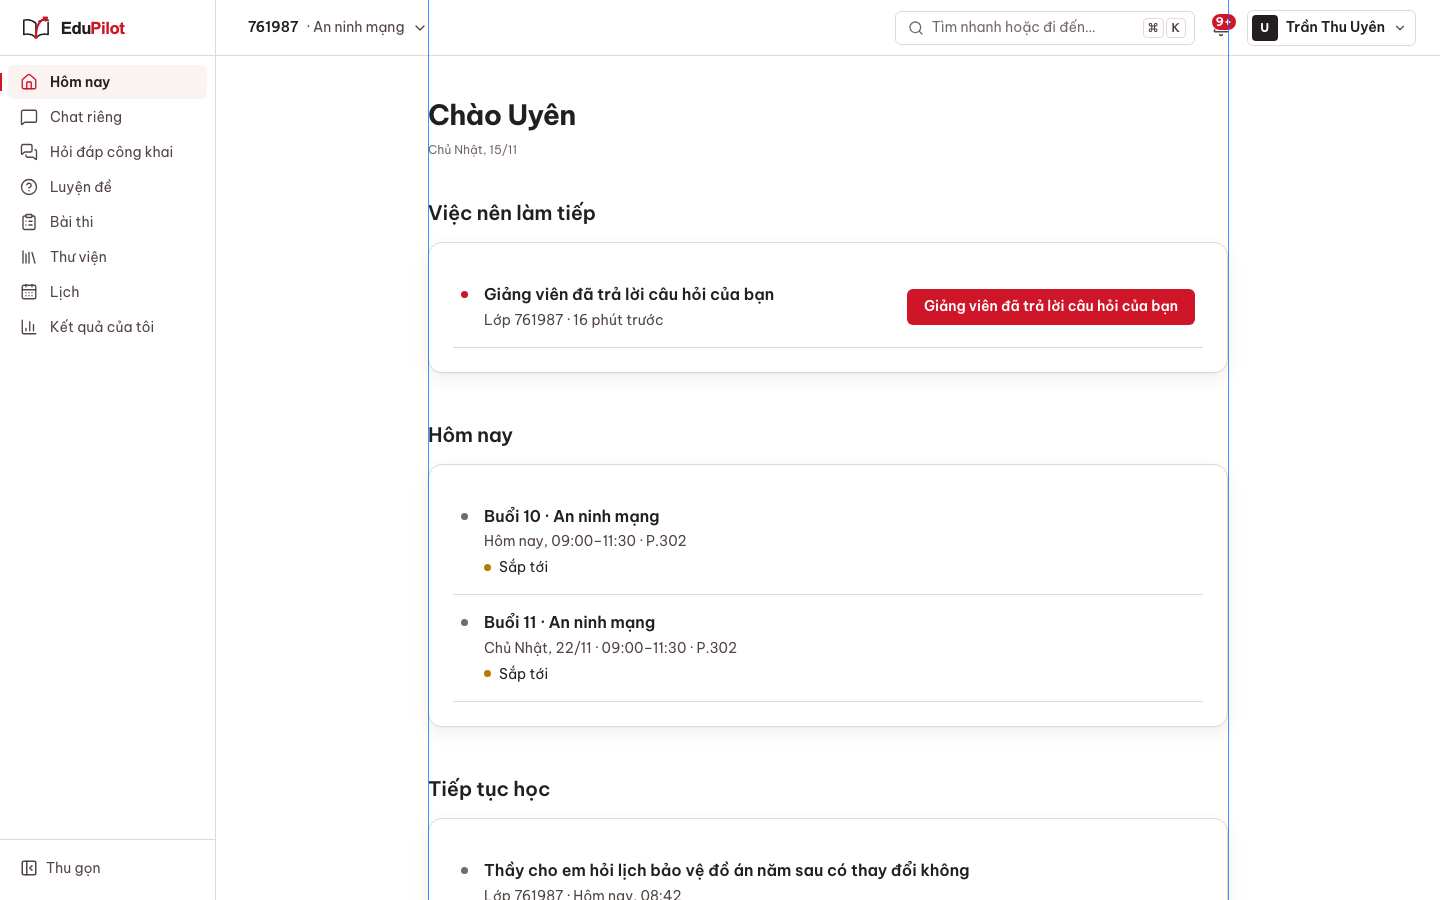 EduPilot
761987 · An ninh mạng
Tìm nhanh hoặc đi đến...
⌘ K
9+
U Trần Thu Uyên
Hôm nay
Chat riêng
Hỏi đáp công khai
Luyện đề
Bài thi
Thư viện
Lịch
Kết quả của tôi
Thu gọn
Chào Uyên
Chủ Nhật, 15/11
Việc nên làm tiếp
Giảng viên đã trả lời câu hỏi của bạn
Lớp 761987 · 16 phút trước
Giảng viên đã trả lời câu hỏi của bạn
Hôm nay
Buổi 10 · An ninh mạng
Hôm nay, 09:00–11:30 · P.302
Sắp tới
Buổi 11 · An ninh mạng
Chủ Nhật, 22/11 · 09:00–11:30 · P.302
Sắp tới
Tiếp tục học
Thầy cho em hỏi lịch bảo vệ đồ án năm sau có thay đổi không
Lớp 761987 · Hôm nay, 08:42